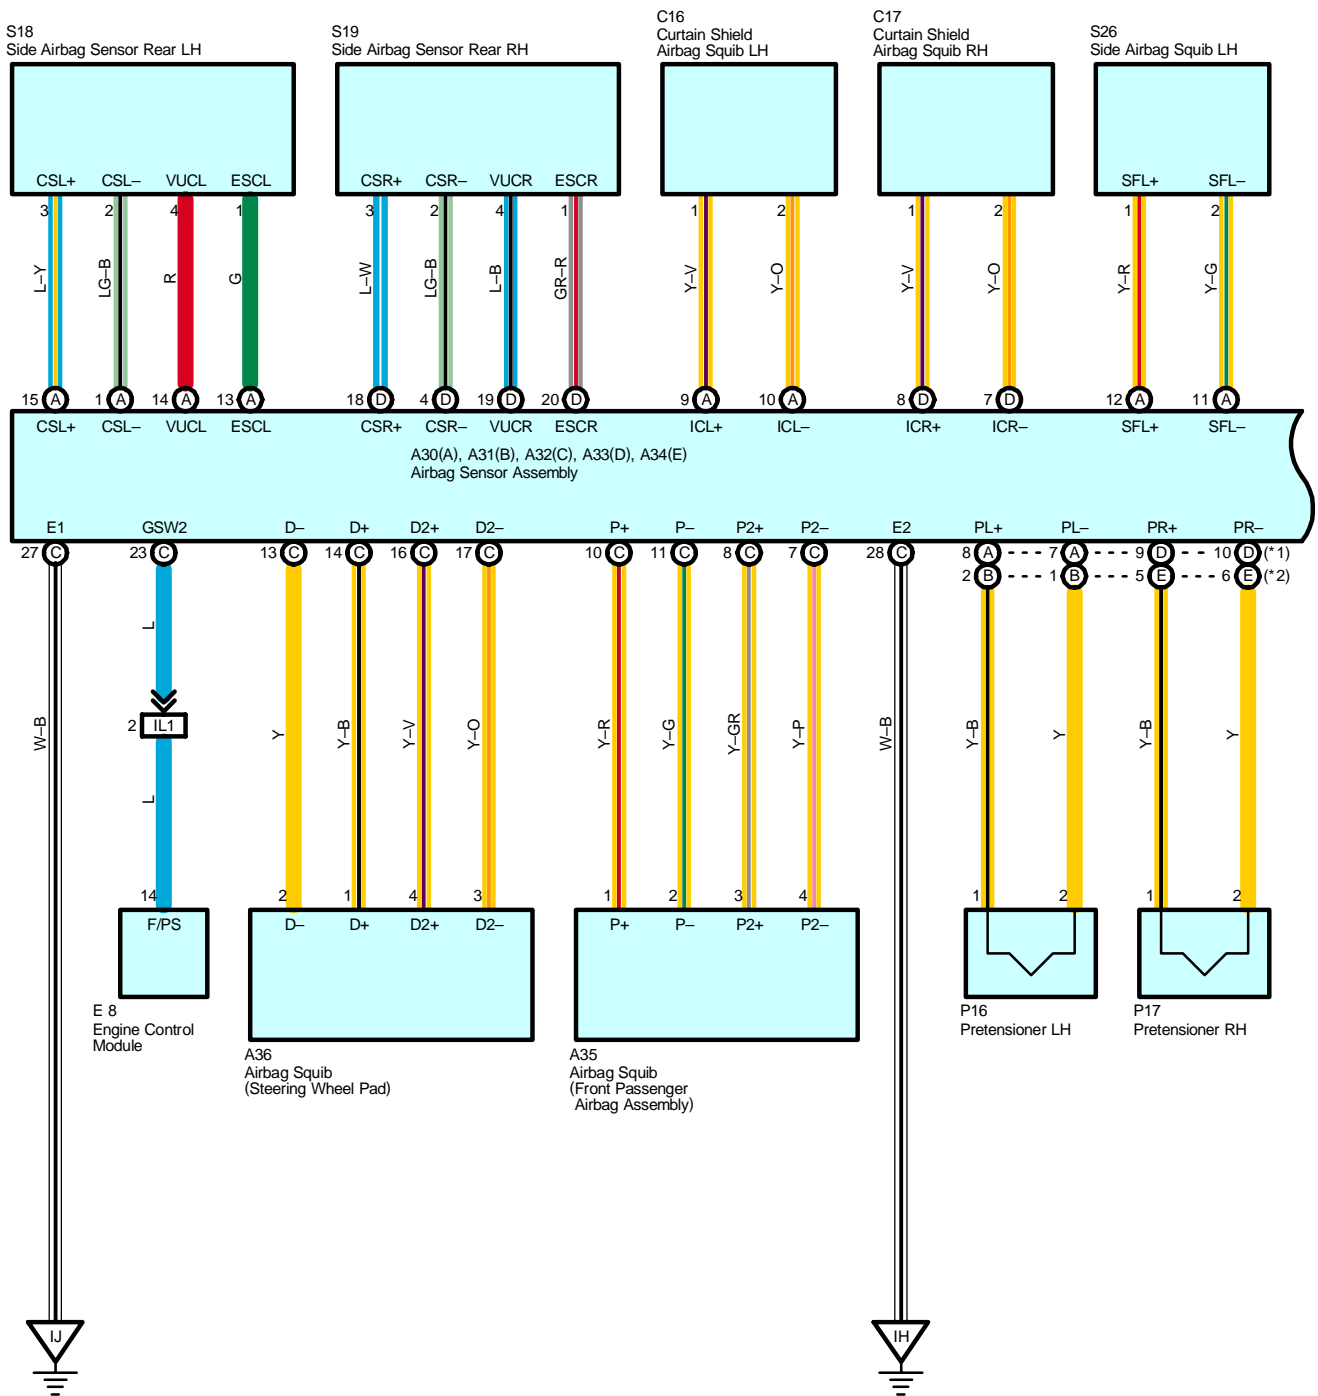 S18
Side Airbag Sensor Rear LH
S19
Side Airbag Sensor Rear RH
C16
Curtain Shield
Airbag Squib LH
C17
Curtain Shield
Airbag Squib RH
S26
Side Airbag Squib LH
CSL+ CSL– VUCL ESCL CSR+ CSR– VUCR ESCR SFL+ SFL–
3 2 4 1 3 2 4 1 1 2 1 2 1 2
L–Y LG–B R G L–W LG–B L–B GR–R Y–V Y–O Y–V Y–O Y–R Y–G
15 A 1 A 14 A 13 A 18 D 4 D 19 D 20 D 9 A 10 A 8 D 7 D 12 A 11 A
CSL+ CSL– VUCL ESCL CSR+ CSR– VUCR ESCR ICL+ ICL– ICR+ ICR– SFL+ SFL–
A30(A), A31(B), A32(C), A33(D), A34(E)
Airbag Sensor Assembly
E1 GSW2 D– D+ D2+ D2– P+ P– P2+ P2– E2 PL+ PL– PR+ PR–
27 C 23 C 13 C 14 C 16 C 17 C 10 C 11 C 8 C 7 C 28 C 8 A 7 A 9 D 10 D (*1)
2 B 1 B 5 E 6 E (*2)
L
2 IL1
W–B Y Y–B Y–V Y–O Y–R Y–G Y–GR Y–P W–B Y–B Y Y–B Y
L
14 2 1 4 3 1 2 3 4 1 2 1 2
F/PS D– D+ D2+ D2– P+ P– P2+ P2–
E 8
Engine Control
Module
A36
Airbag Squib
(Steering Wheel Pad)
A35
Airbag Squib
(Front Passenger
Airbag Assembly)
P16
Pretensioner LH
P17
Pretensioner RH
IJ IH